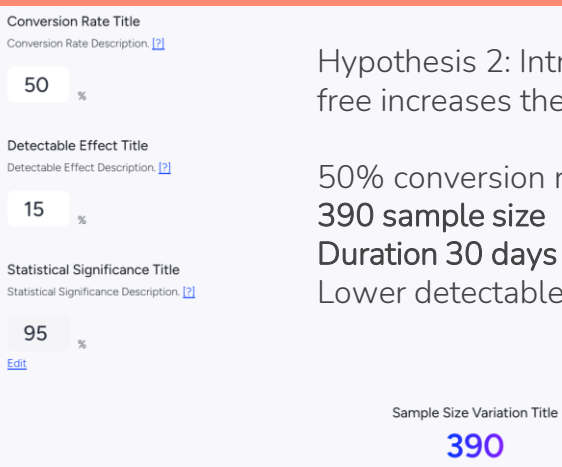 Conversion Rate Title
Conversion Rate Description. [?]
50 %
Detectable Effect Title
Detectable Effect Description. [?]
15 %
Statistical Significance Title
Statistical Significance Description. [?]
95 %
Edit
Hypothesis 2:
free increases the
50% conversion
390 sample size
Duration 30 days
Lower detectable
Sample Size Variation Title
390